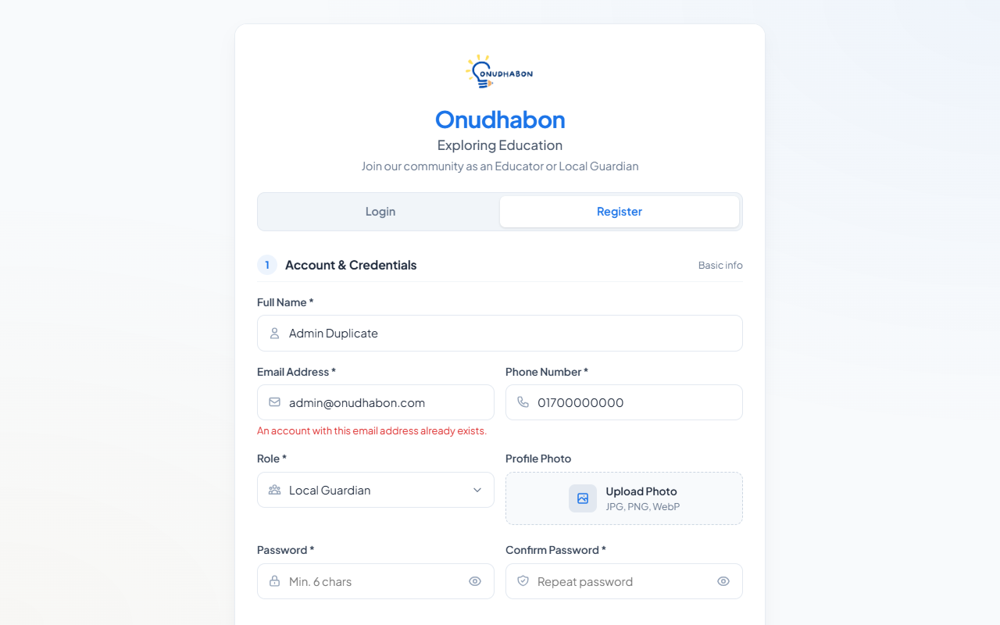 ONUDHABON
Onudhabon
Exploring Education
Join our community as an Educator or Local Guardian
Login
Register
1
Account & Credentials
Basic info
Full Name *
Admin Duplicate
Email Address *
Phone Number *
admin@onudhabon.com
01700000000
An account with this email address already exists.
Role *
Profile Photo
Local Guardian
Upload Photo
JPG, PNG, WebP
Password *
Confirm Password *
Min. 6 chars
Repeat password